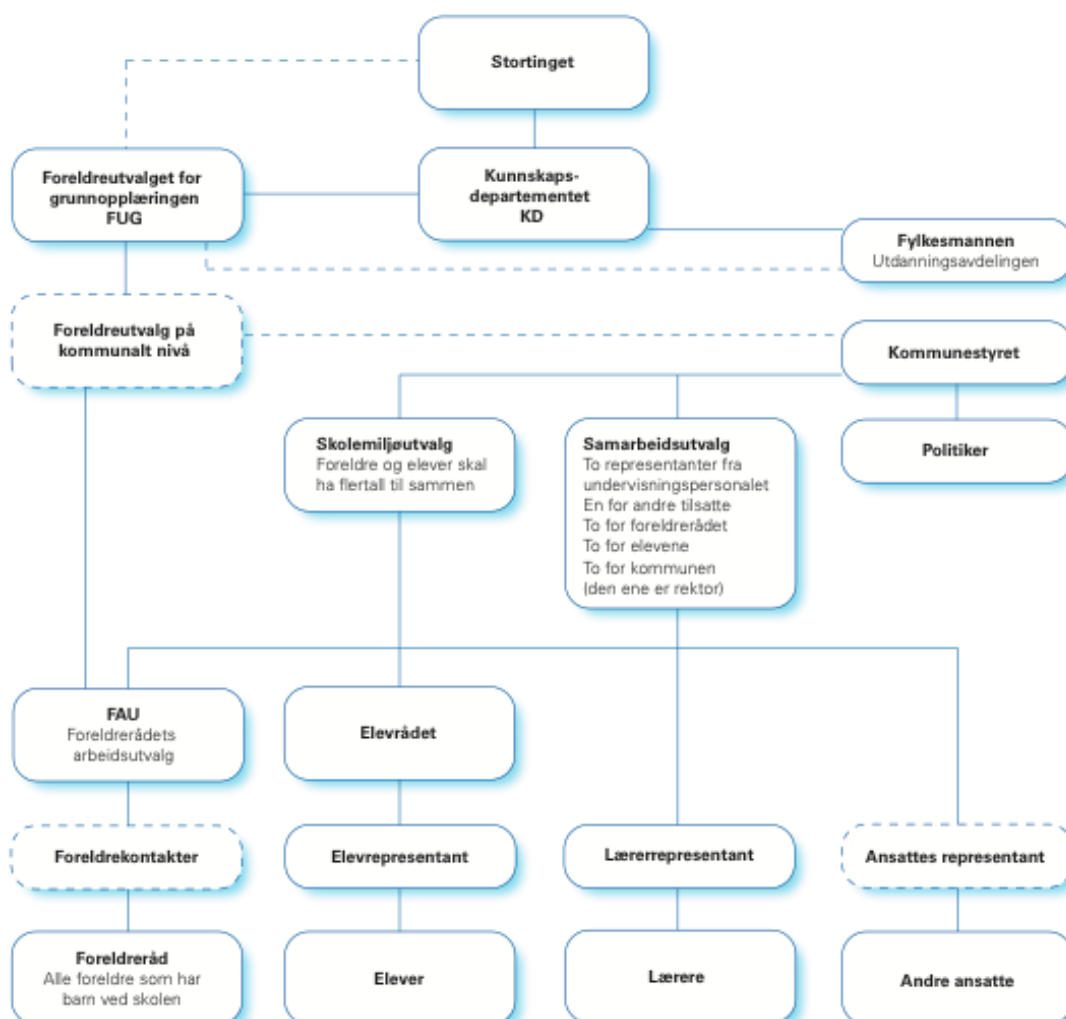 Stortinget
Foreldreutvalget for
grunnopplæringen
FUG
Kunnskaps-
departementet
KD
Fylkesmannen
Utdanningsavdelingen
Foreldreutvalg på
kommunalt nivå
Kommunestyret
Skolemiljøutvalg
Foreldre og elever skal
ha flertall til sammen
Samarbeidsutvalg
To representanter fra
undervisningspersonalet
En for andre tilsatte
To for foreldrerådet
To for elevene
To for kommunen
(den ene er rektor)
Politiker
FAU
Foreldrerådets
arbeidsutvalg
Elevrådet
Foreldrekontakter
Elevrepresentant
Lærerrepresentant
Ansattes representant
Foreldreråd
Alle foreldre som har
barn ved skolen
Elever
Lærere
Andre ansatte